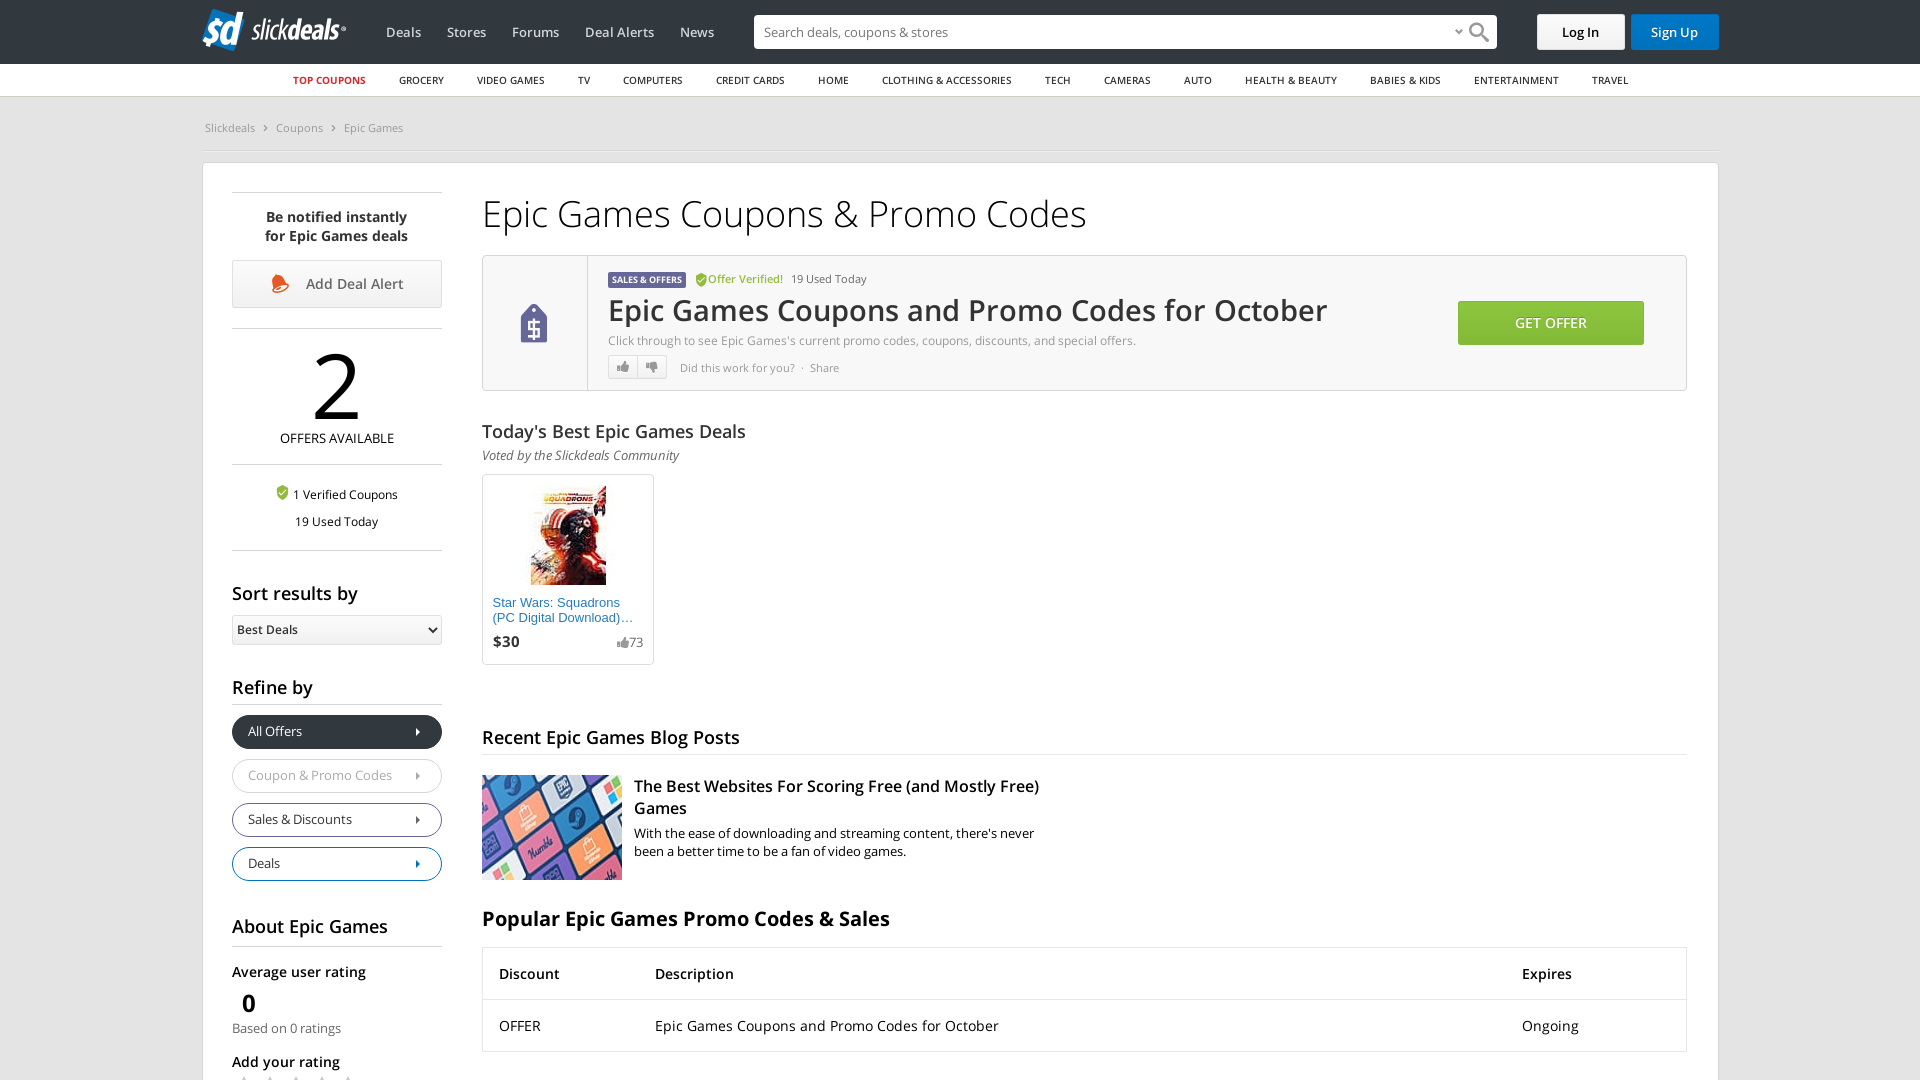 slickdeals
Deals
Stores
Forums
Deal Alerts
News
Search deals, coupons & stores
Log In
Sign Up
TOP COUPONS
GROCERY
VIDEO GAMES
TV
COMPUTERS
CREDIT CARDS
HOME
CLOTHING & ACCESSORIES
TECH
CAMERAS
AUTO
HEALTH & BEAUTY
BABIES & KIDS
ENTERTAINMENT
TRAVEL
Slickdeals > Coupons > Epic Games
Be notified instantly
for Epic Games deals
Add Deal Alert
2
OFFERS AVAILABLE
1 Verified Coupons
19 Used Today
Sort results by
Best Deals
Refine by
All Offers
Coupon & Promo Codes
Sales & Discounts
Deals
About Epic Games
Average user rating
0
Based on 0 ratings
Add your rating
Epic Games Coupons & Promo Codes
SALES & OFFERS Offer Verified! 19 Used Today
Epic Games Coupons and Promo Codes for October
Click through to see Epic Games's current promo codes, coupons, discounts, and special offers.
Did this work for you? · Share
GET OFFER
Today's Best Epic Games Deals
Voted by the Slickdeals Community
SQUADRONS
Star Wars: Squadrons
(PC Digital Download)...
$30 73
Recent Epic Games Blog Posts
The Best Websites For Scoring Free (and Mostly Free)
Games
With the ease of downloading and streaming content, there's never
been a better time to be a fan of video games.
Humble
Popular Epic Games Promo Codes & Sales
Discount Description Expires
OFFER Epic Games Coupons and Promo Codes for October Ongoing